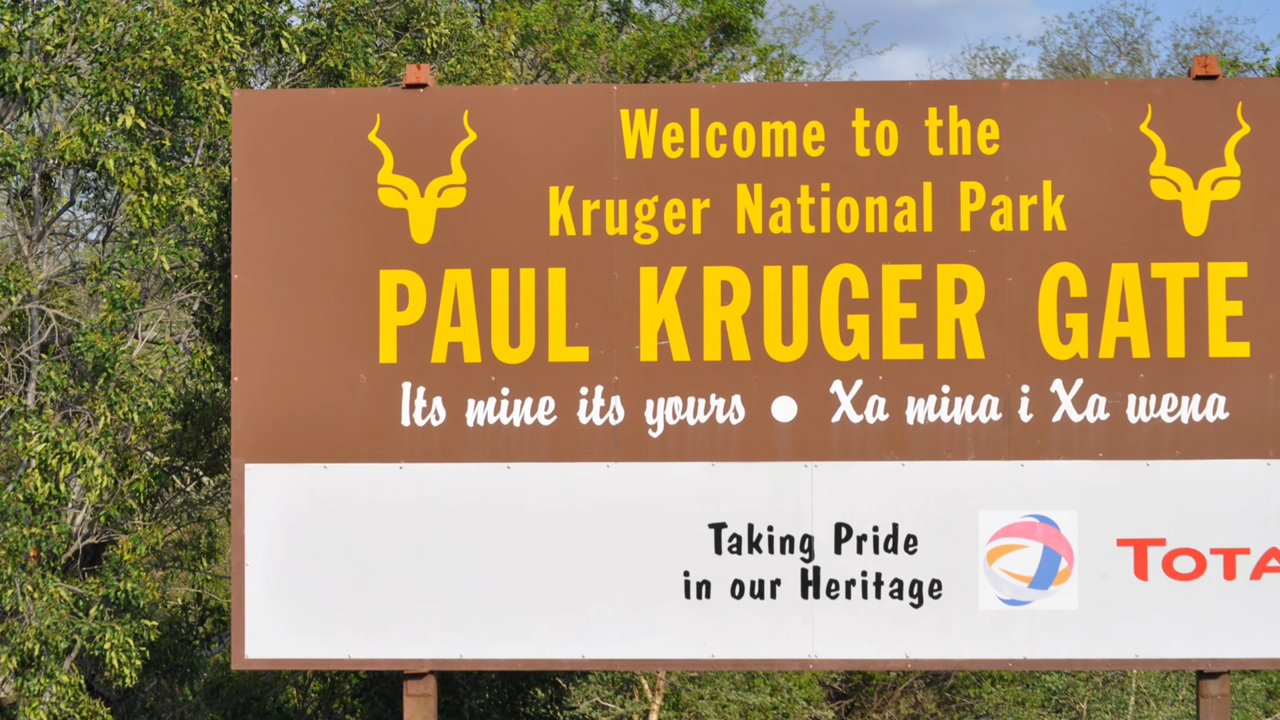 Welcome to the
Kruger National Park
PAUL KRUGER GATE
Its mine its yours ● Xa mina i Xa wena
Taking Pride
in our Heritage
TOTA